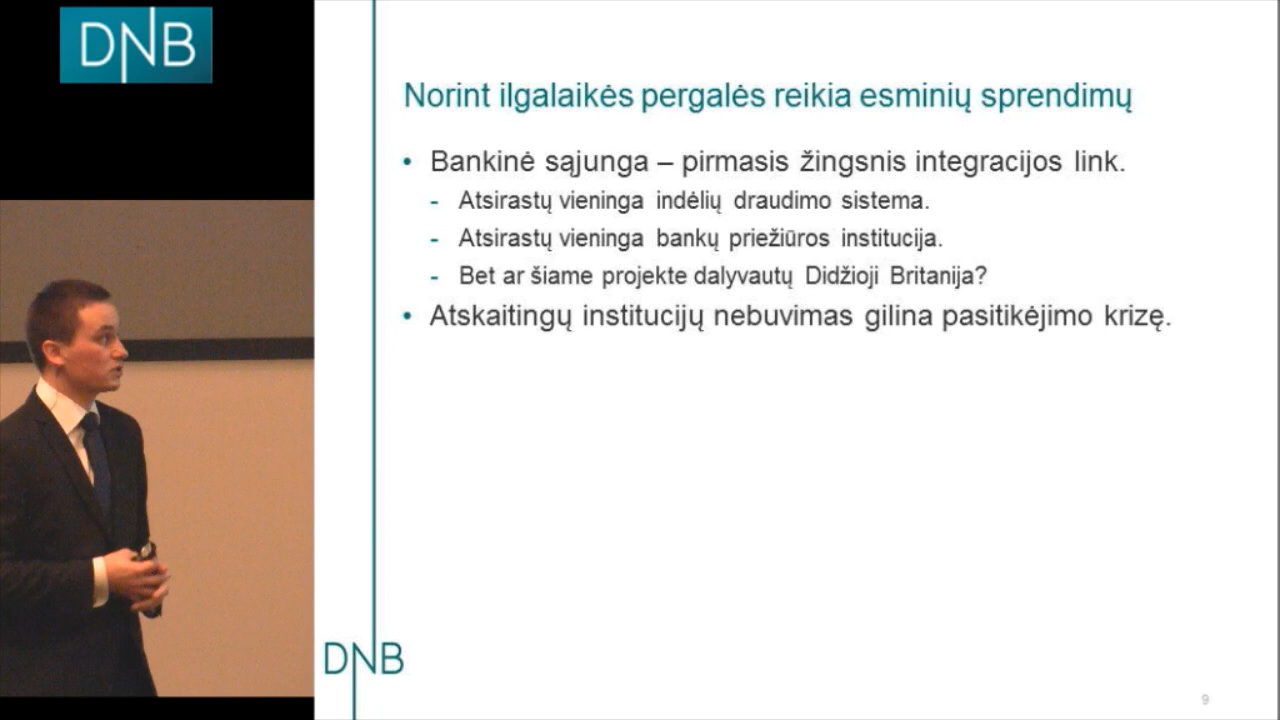 DNB
Norint ilgalaikės pergalės reikia esminių sprendimų
• Bankinė sąjunga – pirmasis žingsnis integracijos link.
- Atsirastų vieninga indėlių draudimo sistema.
- Atsirastų vieninga bankų priežiūros institucija.
- Bet ar šiame projekte dalyvautų Didžioji Britanija?
• Atskaitingų institucijų nebuvimas gilina pasitikėjimo krizę.
DNB
9